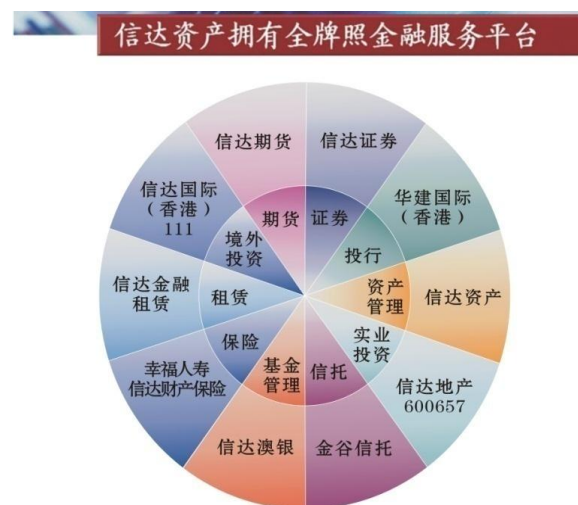 信达资产拥有全牌照金融服务平台
信达期货
信达证券
信达国际
（香港）
111
华建国际
（香港）
期货
证券
境外
投资
投行
信达金融
租赁
租赁
资产
管理
信达资产
保险
实业
投资
幸福人寿
信达财产保险
基金
管理
信托
信达地产
600657
信达澳银
金谷信托